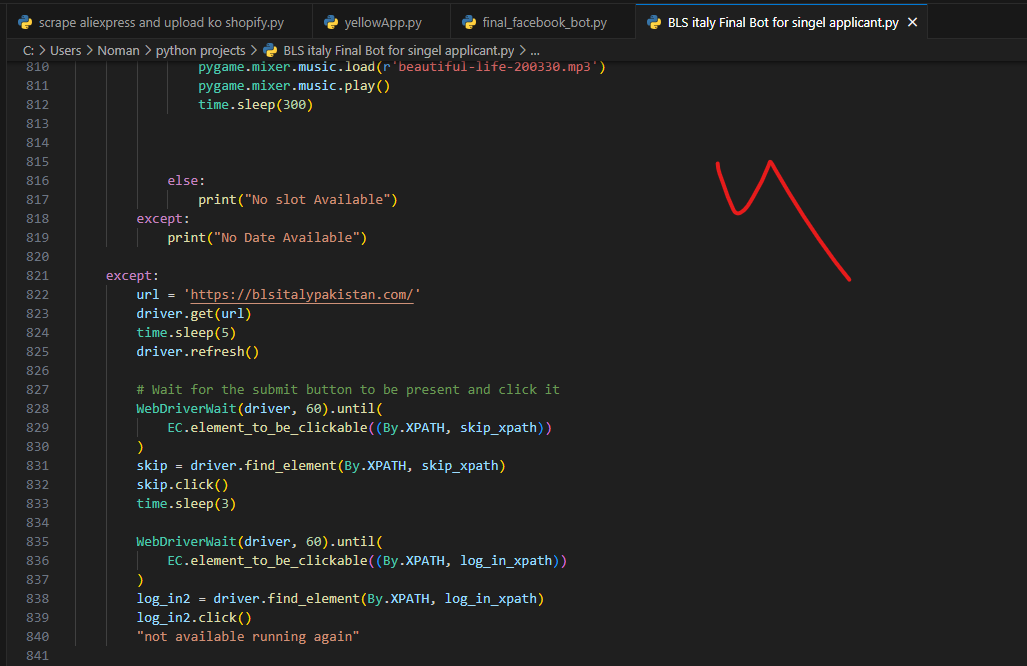 scrape aliexpress and upload ko shopify.py yellowApp.py final_facebook_bot.py BLS italy Final Bot for singel applicant.py ×
C: > Users > Noman > python projects > BLS italy Final Bot for singel applicant.py > ...
810 pygame.mixer.music.load(r'beautiful-life-200330.mp3')
811 pygame.mixer.music.play()
812 time.sleep(300)
813
814
815
816 else:
817 print("No slot Available")
818 except:
819 print("No Date Available")
820
821 except:
822 url = 'https://blsitalypakistan.com/'
823 driver.get(url)
824 time.sleep(5)
825 driver.refresh()
826
827 # Wait for the submit button to be present and click it
828 WebDriverWait(driver, 60).until(
829 EC.element_to_be_clickable((By.XPATH, skip_xpath))
830 )
831 skip = driver.find_element(By.XPATH, skip_xpath)
832 skip.click()
833 time.sleep(3)
834
835 WebDriverWait(driver, 60).until(
836 EC.element_to_be_clickable((By.XPATH, log_in_xpath))
837 )
838 log_in2 = driver.find_element(By.XPATH, log_in_xpath)
839 log_in2.click()
840 "not available running again"
841